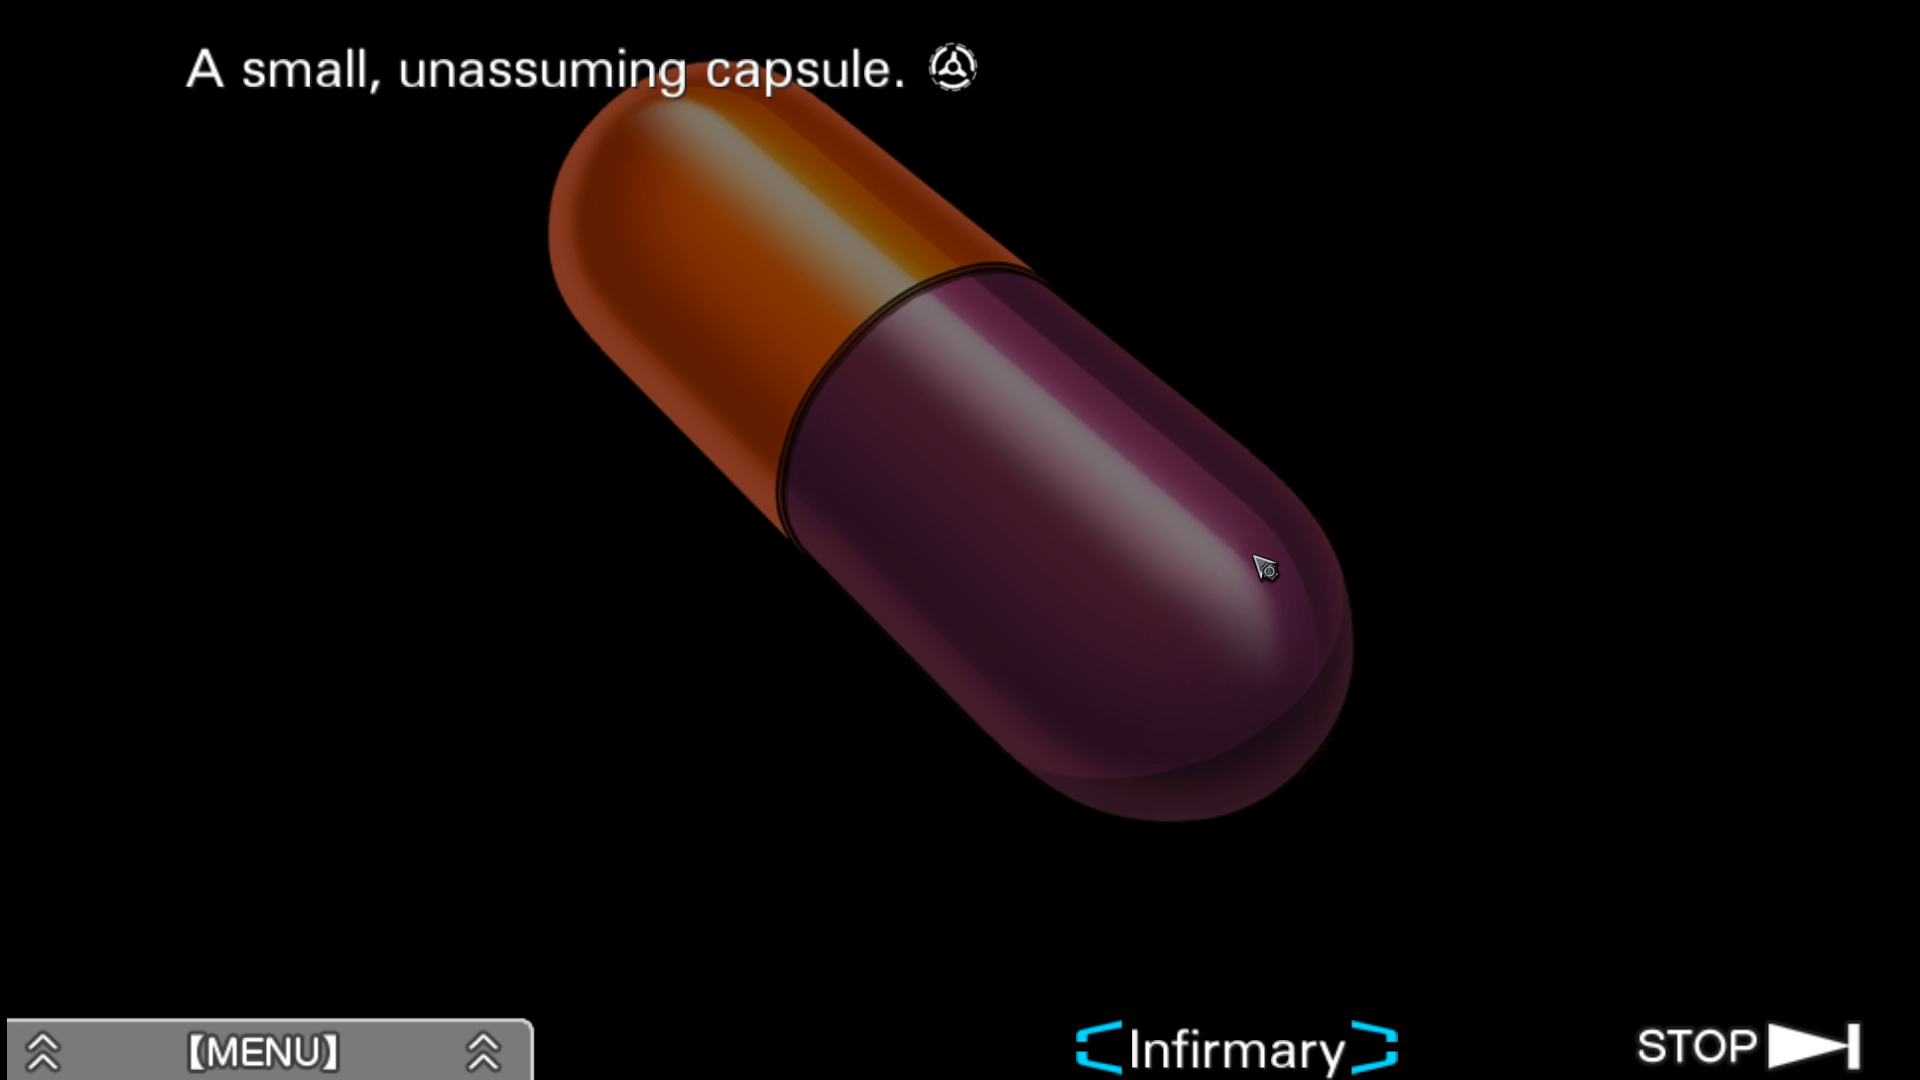 A small, unassuming capsule.
【MENU】
Infirmary
STOP